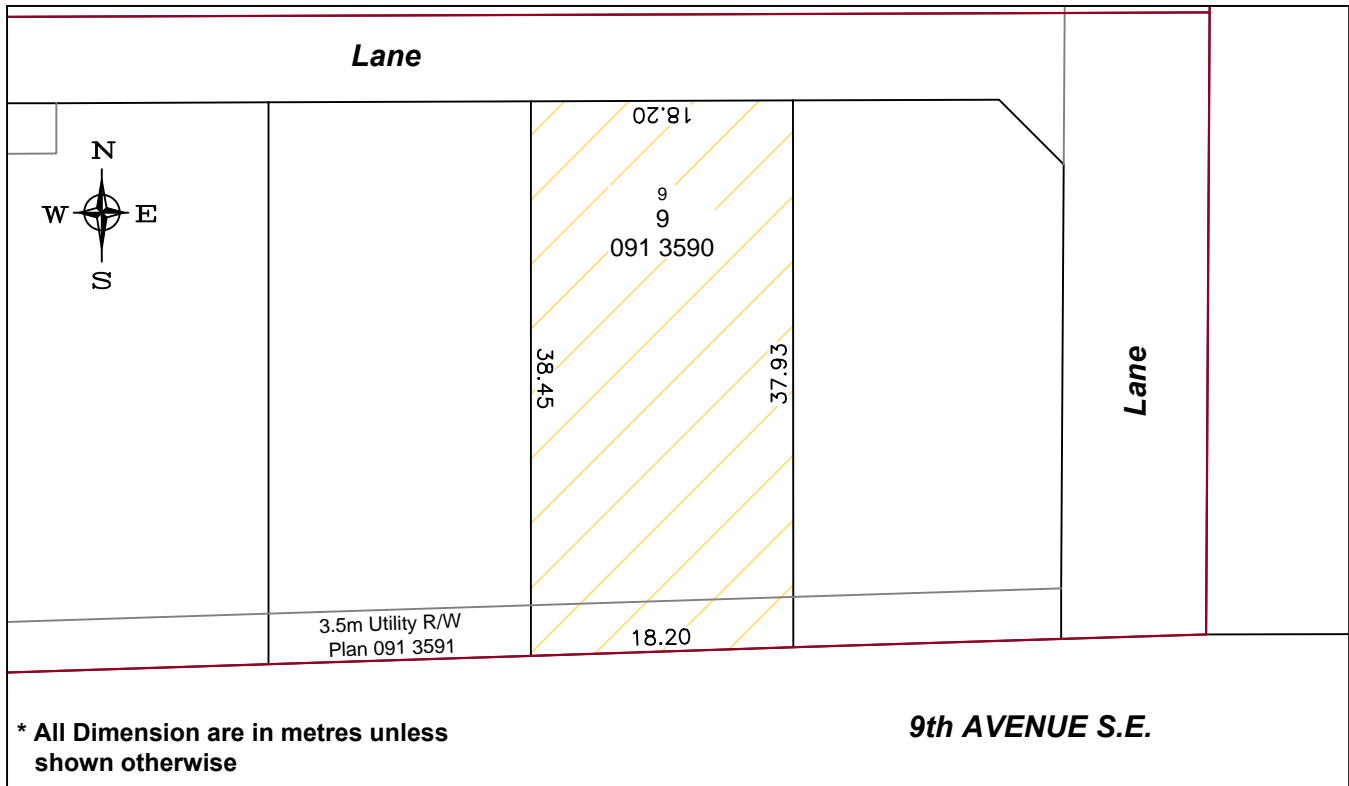 Lane
18.20
N
W E
S
9
9
091 3590
38.45
37.93
Lane
3.5m Utility R/W
Plan 091 3591
18.20
* All Dimension are in metres unless
shown otherwise
9th AVENUE S.E.